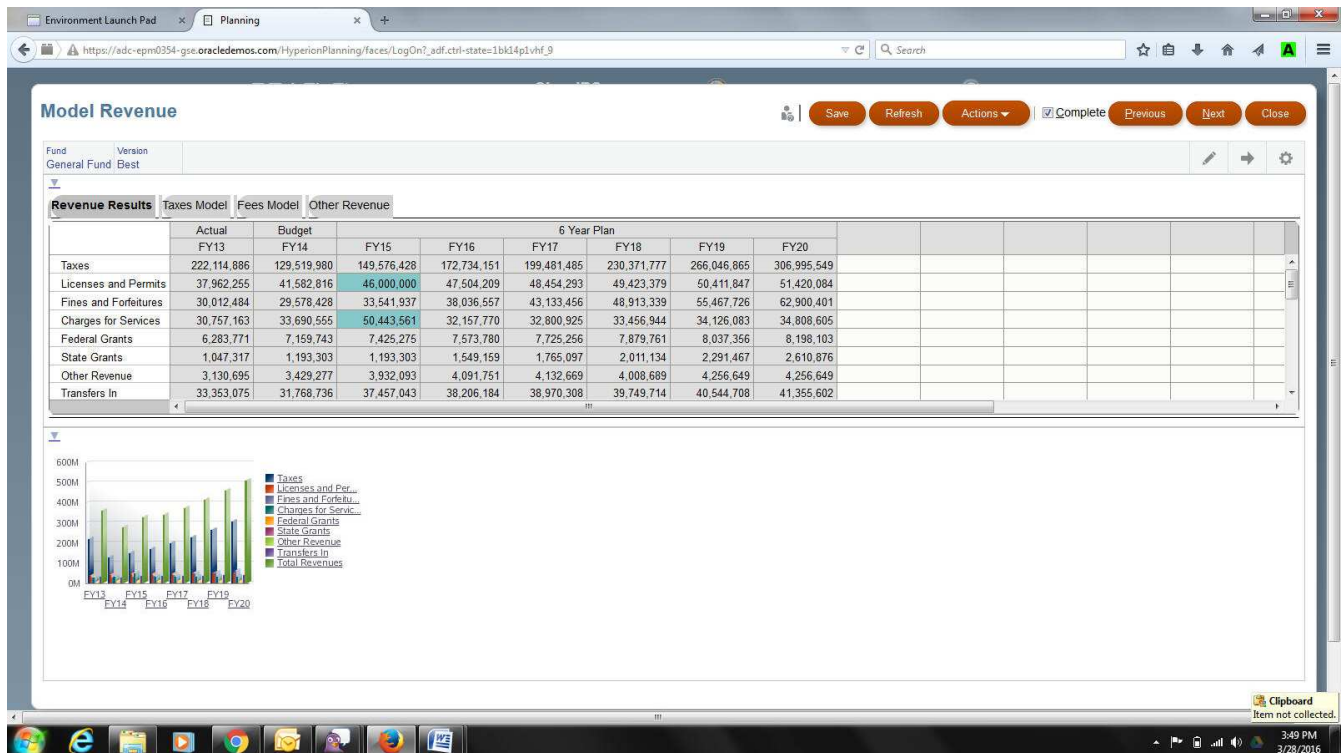 Environment Launch Pad × Planning × +
https://adc-epm0354-gse.oracledemos.com/HyperionPlanning/faces/LogOn?_adf.ctrl-state=1bk14p1vhf_9 Search A
Model Revenue Save Refresh Actions Complete Previous Next Close
Fund Version
General Fund Best
Revenue Results Taxes Model Fees Model Other Revenue
Actual Budget 6 Year Plan
FY13 FY14 FY15 FY16 FY17 FY18 FY19 FY20
Taxes 222,114,886 129,519,980 149,576,428 172,734,151 199,481,485 230,371,777 266,046,865 306,995,549
Licenses and Permits 37,962,255 41,582,816 46,000,000 47,504,209 48,454,293 49,423,379 50,411,847 51,420,084
Fines and Forfeitures 30,012,484 29,578,428 33,541,937 38,036,557 43,133,456 48,913,339 55,467,726 62,900,401
Charges for Services 30,757,163 33,690,555 50,443,561 32,157,770 32,800,925 33,456,944 34,126,083 34,808,605
Federal Grants 6,283,771 7,159,743 7,425,275 7,573,780 7,725,256 7,879,761 8,037,356 8,198,103
State Grants 1,047,317 1,193,303 1,193,303 1,549,159 1,765,097 2,011,134 2,291,467 2,610,876
Other Revenue 3,130,695 3,429,277 3,932,093 4,091,751 4,132,669 4,008,689 4,256,649 4,256,649
Transfers In 33,353,075 31,768,736 37,457,043 38,206,184 38,970,308 39,749,714 40,544,708 41,355,602
600M
500M
400M
300M
200M
100M
0M
FY13 FY15 FY17 FY19
FY14 FY16 FY18 FY20
Taxes
Licenses and Per...
Fines and Forfeitu...
Charges for Servic...
Federal Grants
State Grants
Other Revenue
Transfers In
Total Revenues
Clipboard
Item not collected.
3:49 PM
3/28/2016